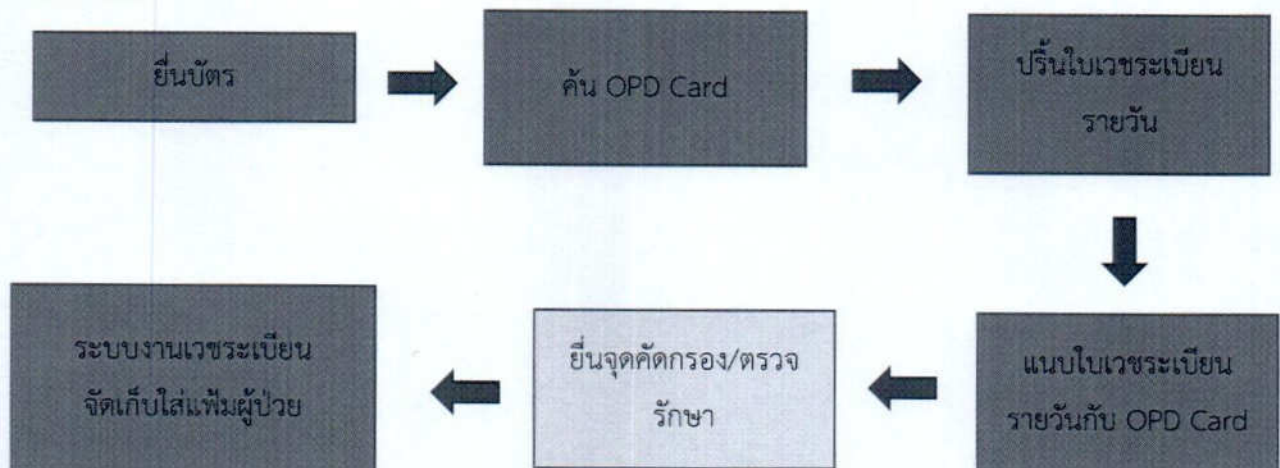 ยื่นบัตร
ค้น OPD Card
ปริ้นใบเวชระเบียน
รายวัน
แนบใบเวชระเบียน
รายวันกับ OPD Card
ยื่นจุดคัดกรอง/ตรวจ
รักษา
ระบบงานเวชระเบียน
จัดเก็บใส่แฟ้มผู้ป่วย